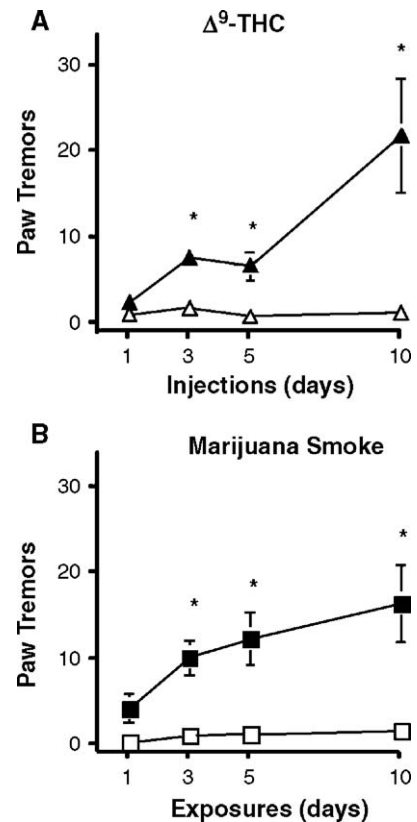 A
Δ⁹-THC
30
20
10
0
Paw Tremors
*
*
*
1 3 5 10
Injections (days)
B
Marijuana Smoke
30
20
10
0
Paw Tremors
*
*
*
1 3 5 10
Exposures (days)